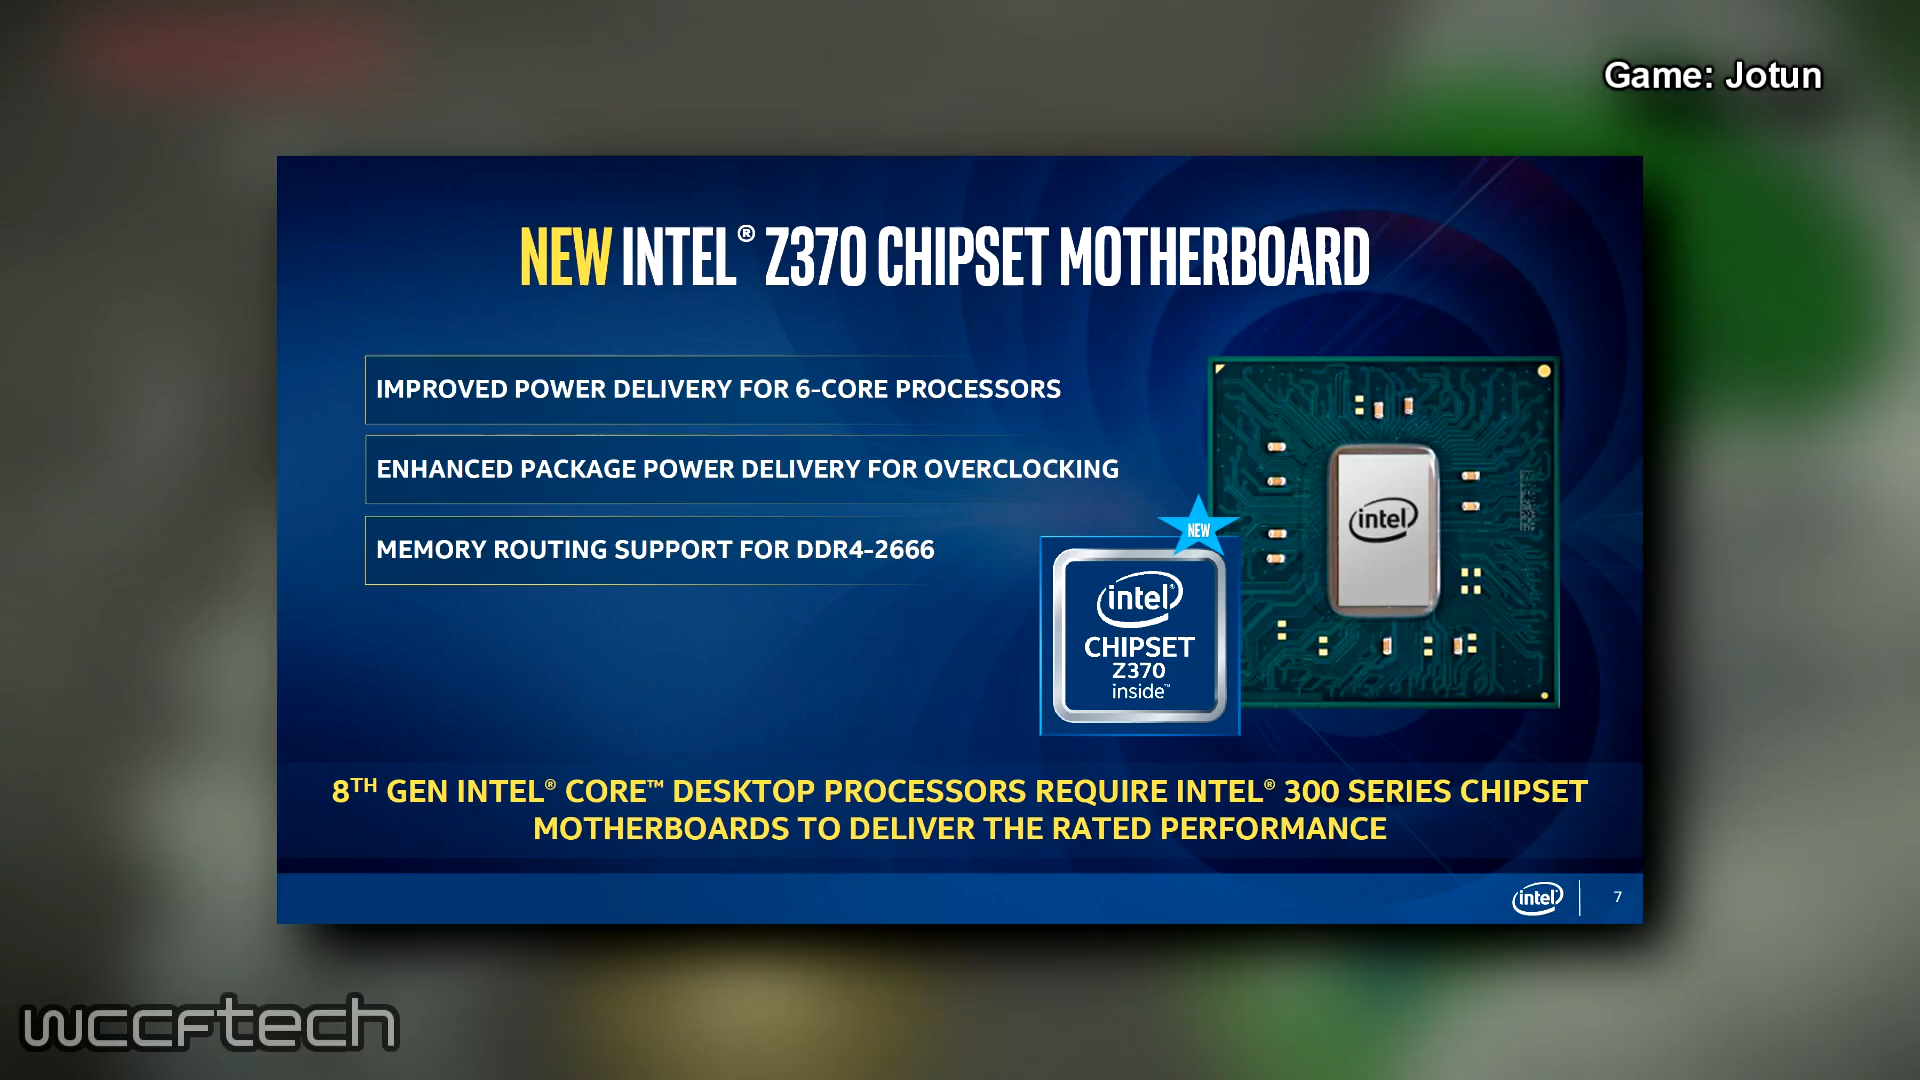 Game: Jotun
NEW INTEL® Z370 CHIPSET MOTHERBOARD
IMPROVED POWER DELIVERY FOR 6-CORE PROCESSORS
ENHANCED PACKAGE POWER DELIVERY FOR OVERCLOCKING
MEMORY ROUTING SUPPORT FOR DDR4-2666
intel
NEW
intel®
CHIPSET
Z370
inside™
8TH GEN INTEL® CORE™ DESKTOP PROCESSORS REQUIRE INTEL® 300 SERIES CHIPSET
MOTHERBOARDS TO DELIVER THE RATED PERFORMANCE
intel
7
wccftech